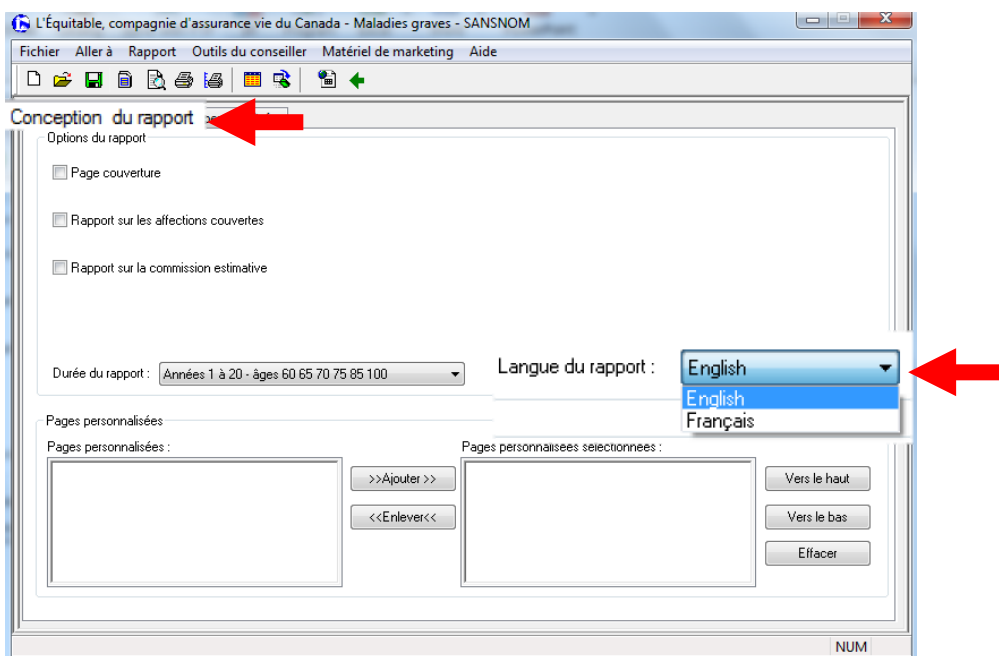 L'Équitable, compagnie d'assurance vie du Canada - Maladies graves - SANSNOM
Fichier Aller à Rapport Outils du conseiller Matériel de marketing Aide
Conception du rapport
Options du rapport
Page couverture
Rapport sur les affections couvertes
Rapport sur la commission estimative
Durée du rapport : Années 1 à 20 - âges 60 65 70 75 85 100
Langue du rapport : English
English
Français
Pages personnalisées
Pages personnalisées :
Pages personnalisées sélectionnées :
>>Ajouter >>
<<Enlever<<
Vers le haut
Vers le bas
Effacer
NUM